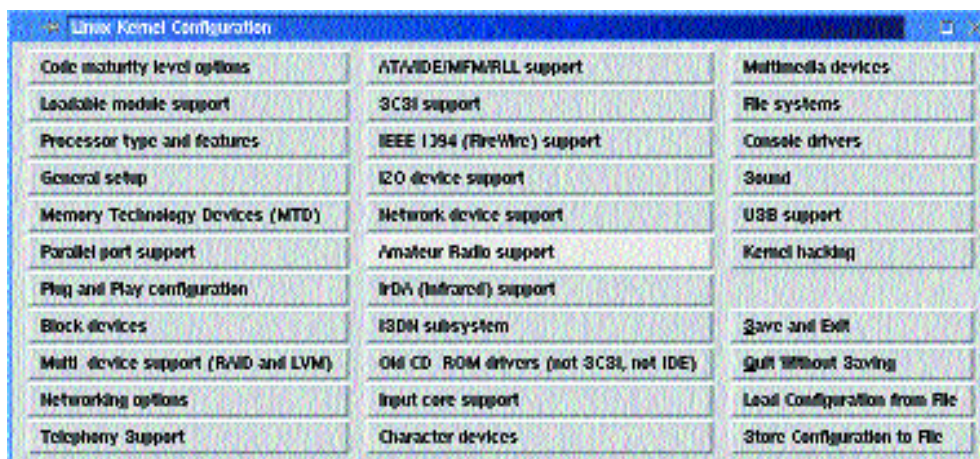 Linux Kernel Configuration
Code maturity level options
Loadable module support
Processor type and features
General setup
Memory Technology Devices (MTD)
Parallel port support
Plug and Play configuration
Block devices
Multi-device support (RAID and LVM)
Networking options
Telephony Support
ATA/IDE/MFM/RLL support
SCSI support
IEEE 1394 (FireWire) support
I2O device support
Network device support
Amateur Radio support
IrDA (infrared) support
ISDN subsystem
Old CD-ROM drivers (not SCSI, not IDE)
Input core support
Character devices
Multimedia devices
File systems
Console drivers
Sound
USB support
Kernel hacking
Save and Exit
Quit Without Saving
Load Configuration from File
Store Configuration to File